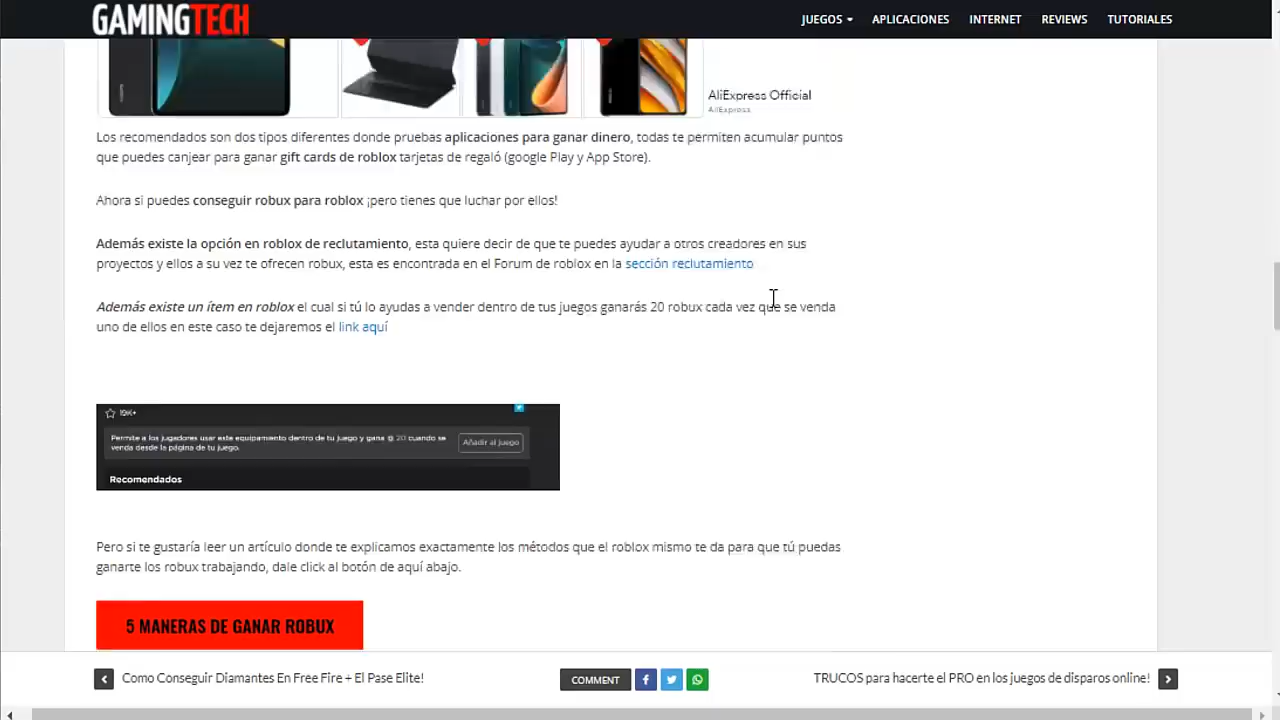 GAMINGTECH
JUEGOS
APLICACIONES
INTERNET
REVIEWS
TUTORIALES
AliExpress Official
AliExpress
Los recomendados son dos tipos diferentes donde pruebas aplicaciones para ganar dinero, todas te permiten acumular puntos
que puedes canjear para ganar gift cards de roblox tarjetas de regaló (google Play y App Store).
Ahora si puedes conseguir robux para roblox ¡pero tienes que luchar por ellos!
Además existe la opción en roblox de reclutamiento, esta quiere decir de que te puedes ayudar a otros creadores en sus
proyectos y ellos a su vez te ofrecen robux, esta es encontrada en el Forum de roblox en la sección reclutamiento
Además existe un ítem en roblox el cual si tú lo ayudas a vender dentro de tus juegos ganarás 20 robux cada vez que se venda
uno de ellos en este caso te dejaremos el link aquí
19K+
Permite a los jugadores usar este equipamiento dentro de tu juego y gana 20 cuando se
venda desde la página de tu juego.
Añadir al juego
Recomendados
Pero si te gustaría leer un artículo donde te explicamos exactamente los métodos que el roblox mismo te da para que tú puedas
ganarte los robux trabajando, dale click al botón de aquí abajo.
5 MANERAS DE GANAR ROBUX
Como Conseguir Diamantes En Free Fire + El Pase Elite!
COMMENT
TRUCOS para hacerte el PRO en los juegos de disparos online!